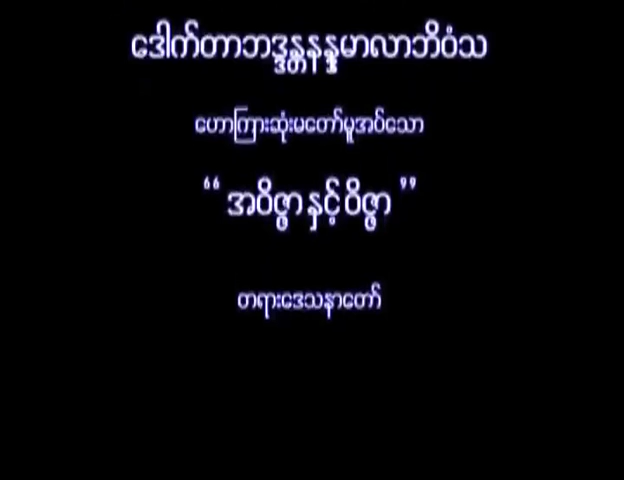 ဒေါက်တာဘဒ္ဒန္တနန္ဒမာလာဘိဝံသ
ဟောကြားဆုံးမတော်မူအပ်သော
“ အဝိဇ္ဇာနှင့်ဝိဇ္ဇာ ”
တရားဒေသနာတော်